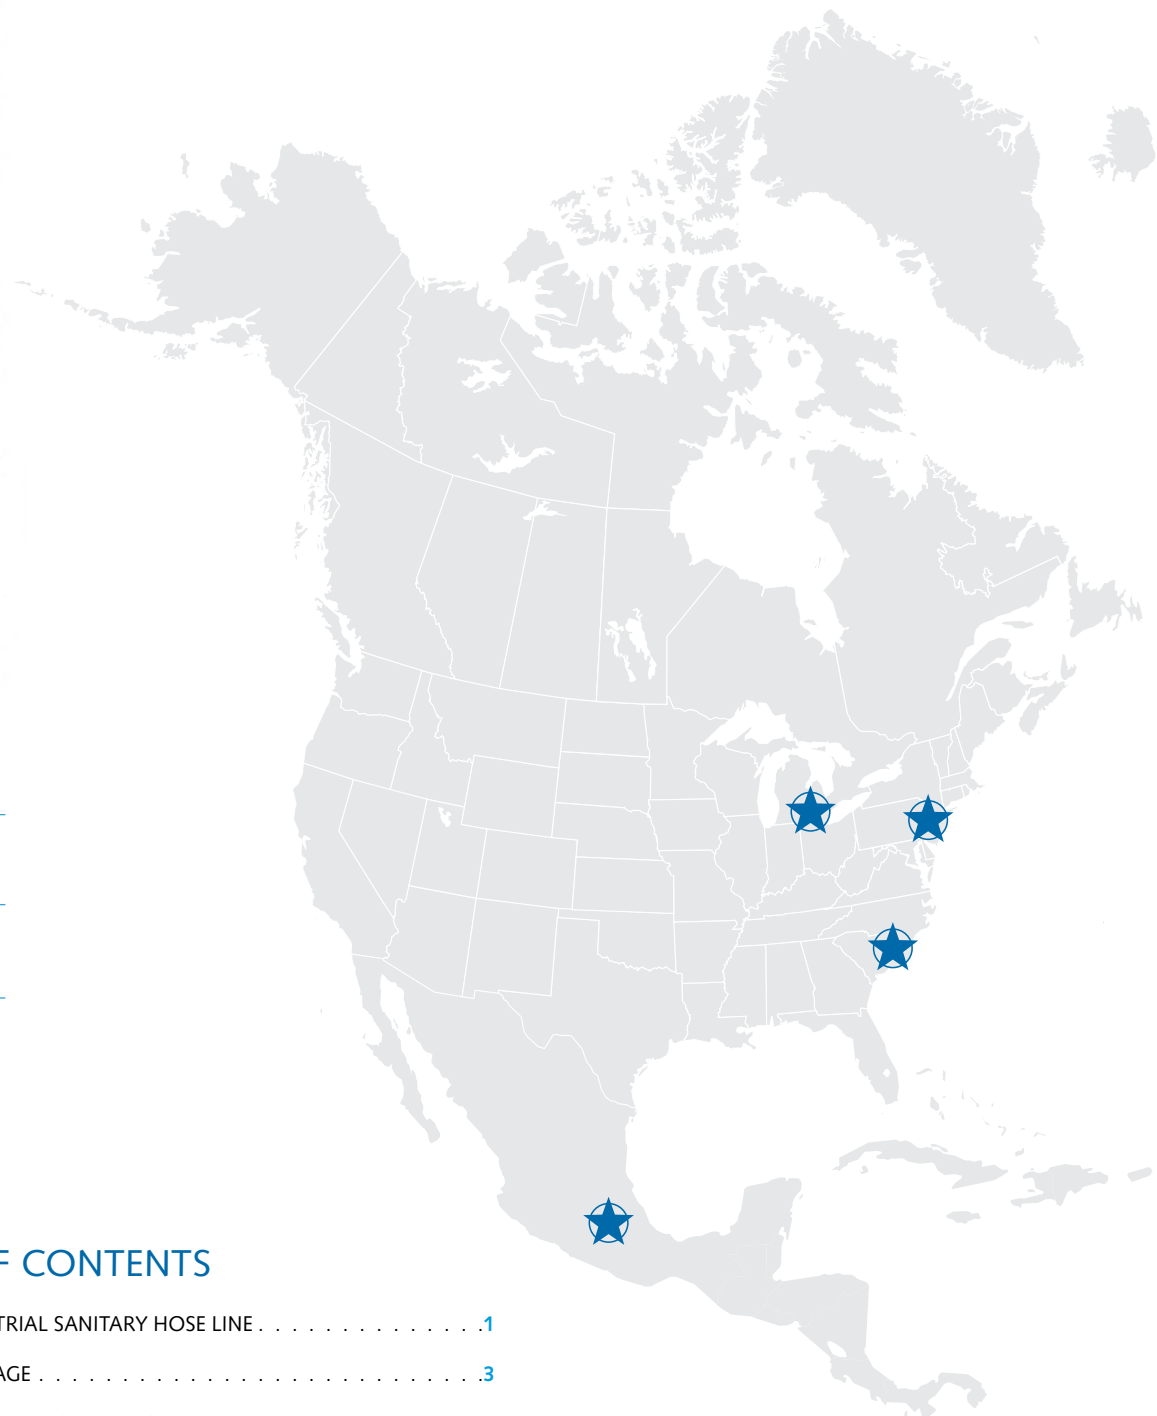 F CONTENTS
TRIAL SANITARY HOSE LINE . . . . . . . . . . . . . . 1
AGE . . . . . . . . . . . . . . . . . . . . . . . . . . . 3